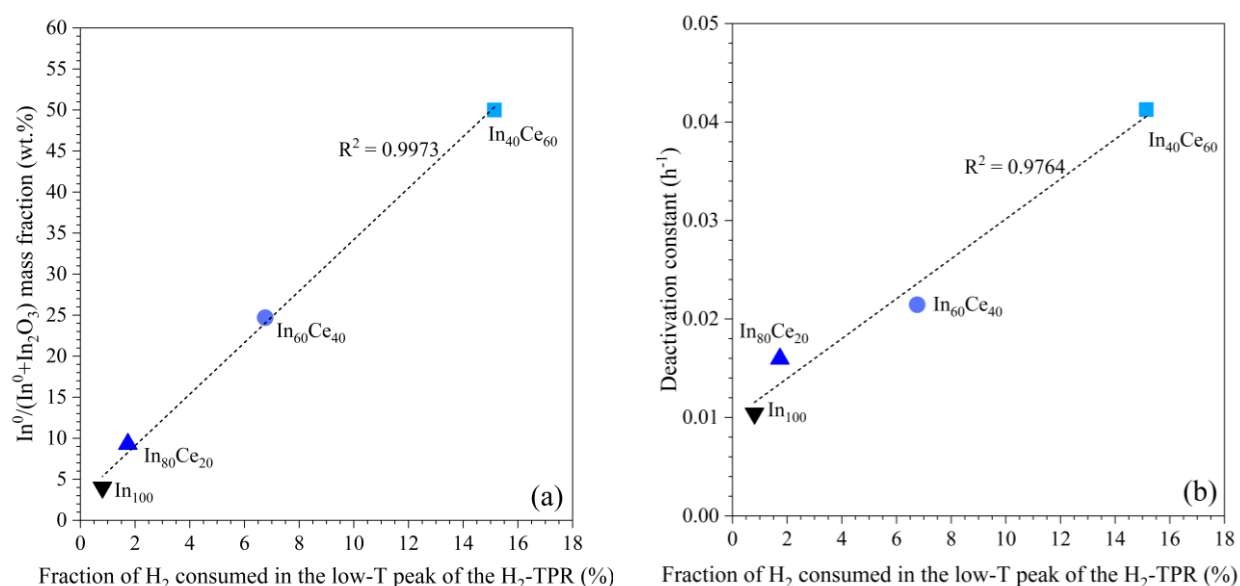 60
55
50
45
40
35
30
25
20
15
10
5
0
In⁰/(In⁰+In₂O₃) mass fraction (wt.%)
R² = 0.9973
In₄₀Ce₆₀
In₆₀Ce₄₀
In₈₀Ce₂₀
In₁₀₀
(a)
0 2 4 6 8 10 12 14 16 18
Fraction of H₂ consumed in the low-T peak of the H₂-TPR (%)
0.05
0.04
0.03
0.02
0.01
0.00
Deactivation constant (h⁻¹)
R² = 0.9764
In₄₀Ce₆₀
In₆₀Ce₄₀
In₈₀Ce₂₀
In₁₀₀
(b)
0 2 4 6 8 10 12 14 16 18
Fraction of H₂ consumed in the low-T peak of the H₂-TPR (%)